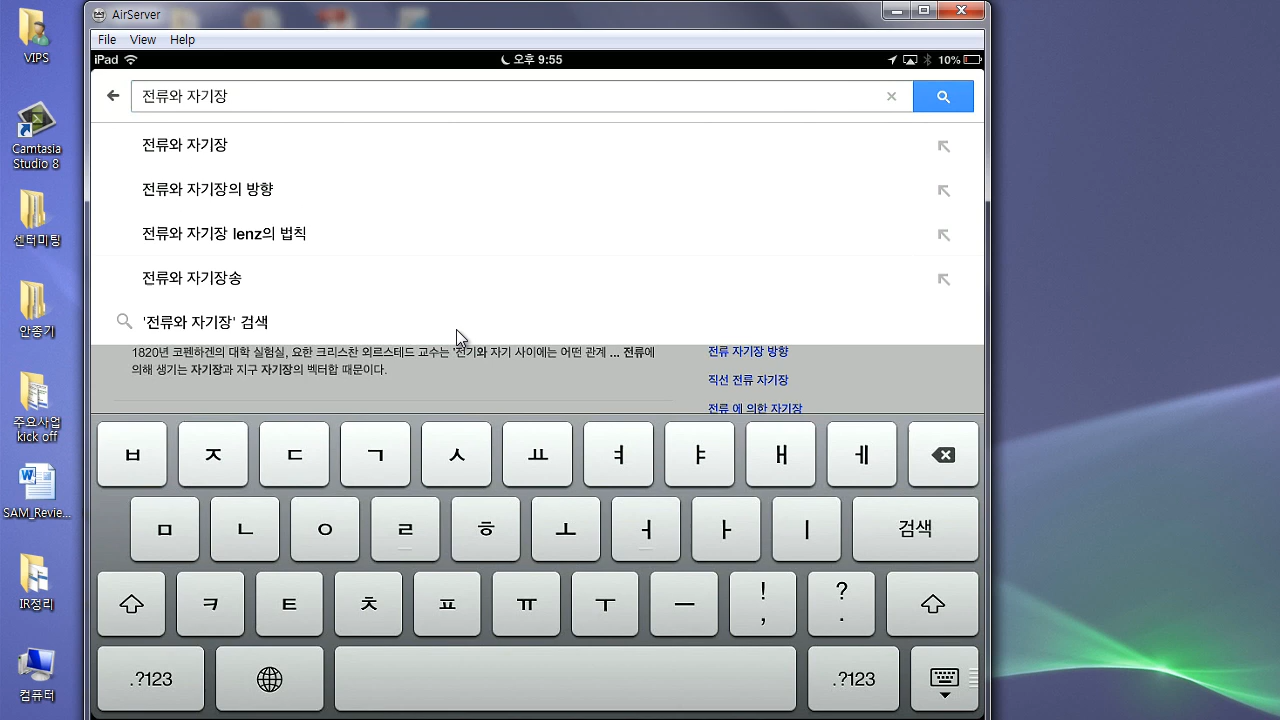 VIPS
Camtasia
Studio 8
센터미팅
안종기
주요사업
kick off
SAM_Revie...
IR정리
컴퓨터
AirServer
File View Help
iPad 오후 9:55 10%
전류와 자기장
전류와 자기장
전류와 자기장의 방향
전류와 자기장 lenz의 법칙
전류와 자기장송
'전류와 자기장' 검색
1820년 코펜하겐의 대학 실험실, 요한 크리스챤 외르스테드 교수는 '전기와 자기 사이에는 어떤 관계 ... 전류에
의해 생기는 자기장과 지구 자기장의 벡터합 때문이다.
전류 자기장 방향
직선 전류 자기장
전류 에 의한 자기장
ㅂ ㅈ ㄷ ㄱ ㅅ ㅛ ㅕ ㅑ ㅐ ㅔ
ㅁ ㄴ ㅇ ㄹ ㅎ ㅗ ㅓ ㅏ ㅣ 검색
ㅋ ㅌ ㅊ ㅍ ㅠ ㅜ ㅡ ! , ? .
.?123 .?123